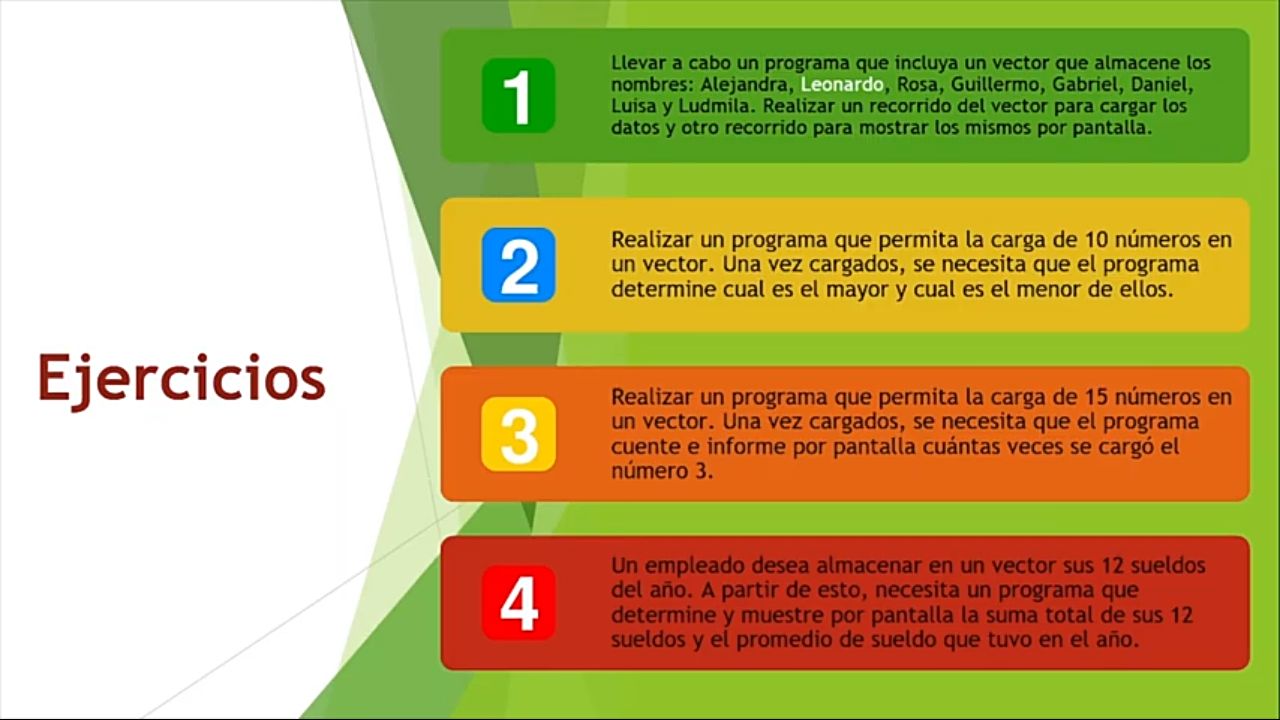 Ejercicios
1
Llevar a cabo un programa que incluya un vector que almacene los
nombres: Alejandra, Leonardo, Rosa, Guillermo, Gabriel, Daniel,
Luisa y Ludmila. Realizar un recorrido del vector para cargar los
datos y otro recorrido para mostrar los mismos por pantalla.
2
Realizar un programa que permita la carga de 10 números en
un vector. Una vez cargados, se necesita que el programa
determine cual es el mayor y cual es el menor de ellos.
3
Realizar un programa que permita la carga de 15 números en
un vector. Una vez cargados, se necesita que el programa
cuente e informe por pantalla cuántas veces se cargó el
número 3.
4
Un empleado desea almacenar en un vector sus 12 sueldos
del año. A partir de esto, necesita un programa que
determine y muestre por pantalla la suma total de sus 12
sueldos y el promedio de sueldo que tuvo en el año.